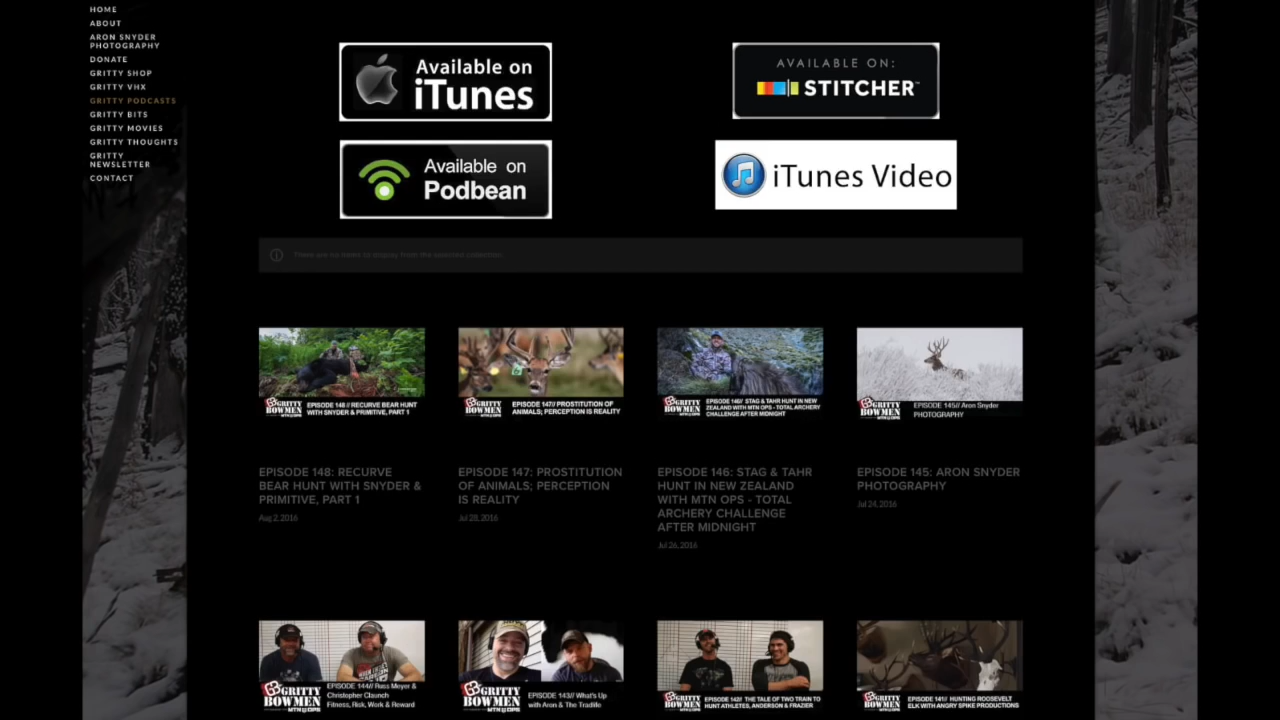 HOME
ABOUT
ARON SNYDER
PHOTOGRAPHY
DONATE
GRITTY SHOP
GRITTY VHX
GRITTY PODCASTS
GRITTY BITS
GRITTY MOVIES
GRITTY THOUGHTS
GRITTY
NEWSLETTER
CONTACT
Available on
iTunes
AVAILABLE ON:
STITCHER
Available on
Podbean
iTunes Video
GRITTY
BOWMEN
EPISODE 148 // RECURVE BEAR HUNT
WITH SNYDER & PRIMITIVE, PART 1
GRITTY
BOWMEN
EPISODE 147// PROSTITUTION OF
ANIMALS; PERCEPTION IS REALITY
GRITTY
BOWMEN
EPISODE 146// STAG & TAHR HUNT IN NEW
ZEALAND WITH MTN OPS - TOTAL ARCHERY
CHALLENGE AFTER MIDNIGHT
GRITTY
BOWMEN
EPISODE 145// Aron Snyder
PHOTOGRAPHY
EPISODE 148: RECURVE
BEAR HUNT WITH SNYDER &
PRIMITIVE, PART 1
Aug 2, 2016
EPISODE 147: PROSTITUTION
OF ANIMALS; PERCEPTION
IS REALITY
Jul 28, 2016
EPISODE 146: STAG & TAHR
HUNT IN NEW ZEALAND
WITH MTN OPS - TOTAL
ARCHERY CHALLENGE
AFTER MIDNIGHT
Jul 26, 2016
EPISODE 145: ARON SNYDER
PHOTOGRAPHY
Jul 24, 2016
GRITTY
BOWMEN
MTN OPS
EPISODE 144// Russ Meyer &
Christopher Claunch
Fitness, Risk, Work & Reward
GRITTY
BOWMEN
MTN OPS
EPISODE 143// What's Up
with Aron & The Tradlife
GRITTY
BOWMEN
EPISODE 142// THE TALE OF TWO TRAIN TO
HUNT ATHLETES, ANDERSON & FRAZIER
GRITTY
BOWMEN
EPISODE 141// HUNTING ROOSEVELT
ELK WITH ANGRY SPIKE PRODUCTIONS